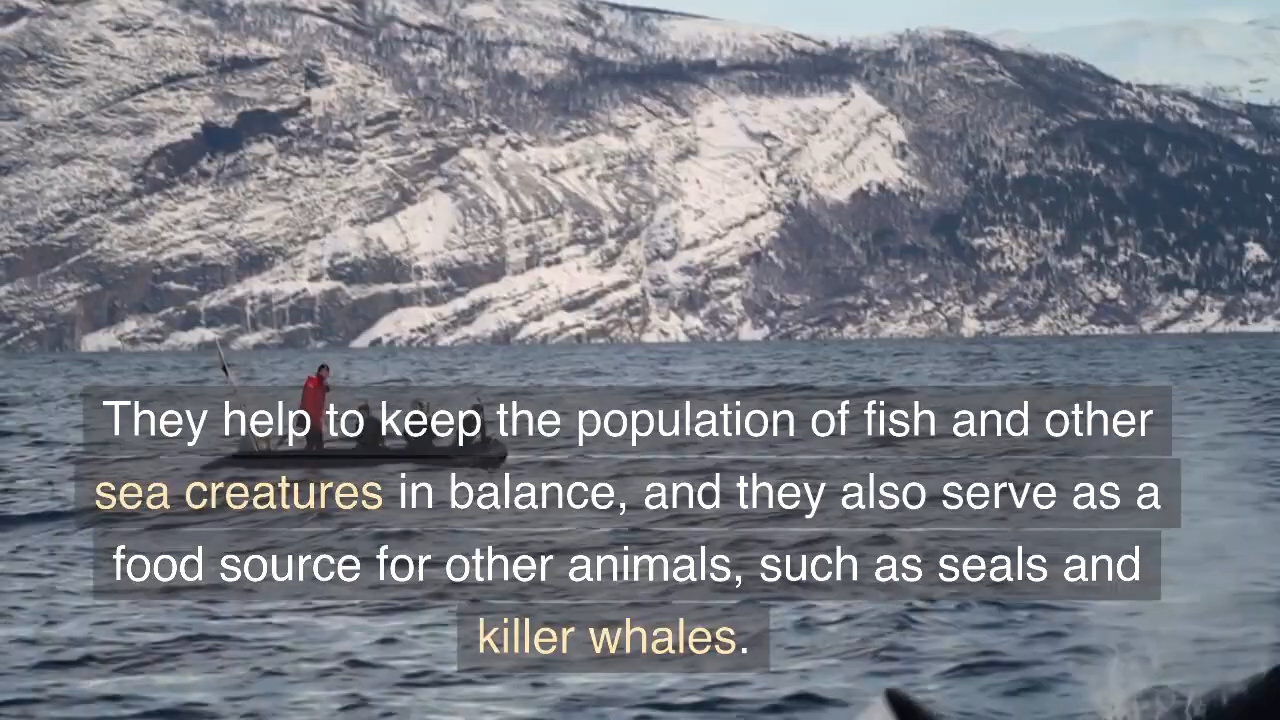 They help to keep the population of fish and other
sea creatures in balance, and they also serve as a
food source for other animals, such as seals and
killer whales.